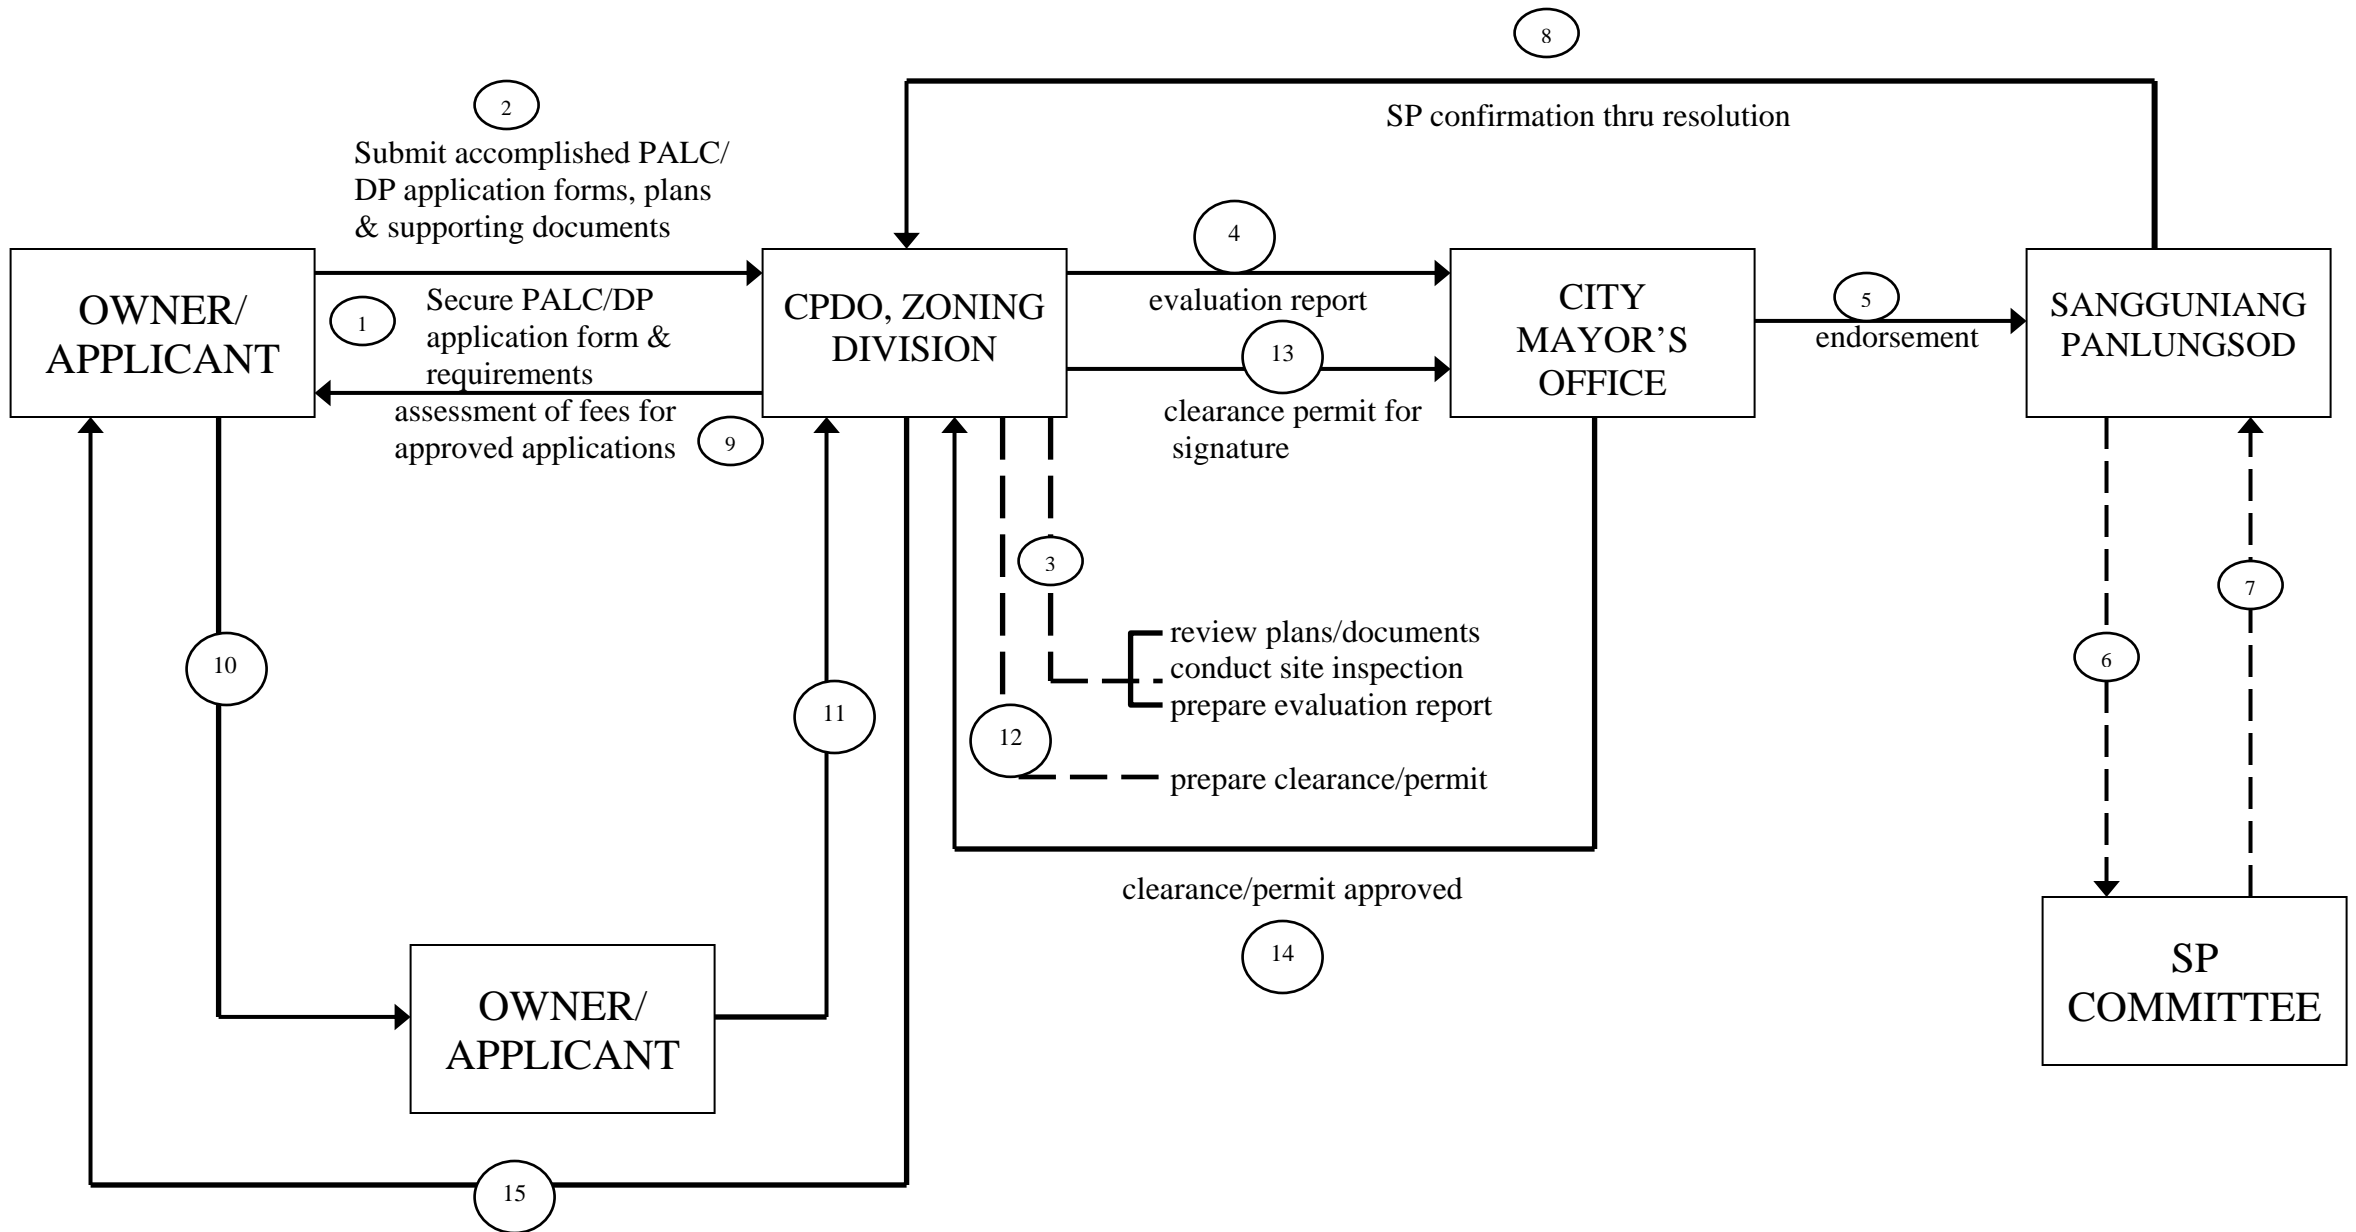 8
SP confirmation thru resolution
2
Submit accomplished PALC/
DP application forms, plans
& supporting documents
OWNER/
APPLICANT
1
Secure PALC/DP
application form &
requirements
assessment of fees for
approved applications
9
CPDO, ZONING
DIVISION
4
evaluation report
13
clearance permit for
signature
CITY
MAYOR’S
OFFICE
5
endorsement
SANGGUNIANG
PANLUNGSOD
3
review plans/documents
conduct site inspection
prepare evaluation report
12
prepare clearance/permit
10
11
6
7
clearance/permit approved
14
OWNER/
APPLICANT
SP
COMMITTEE
15